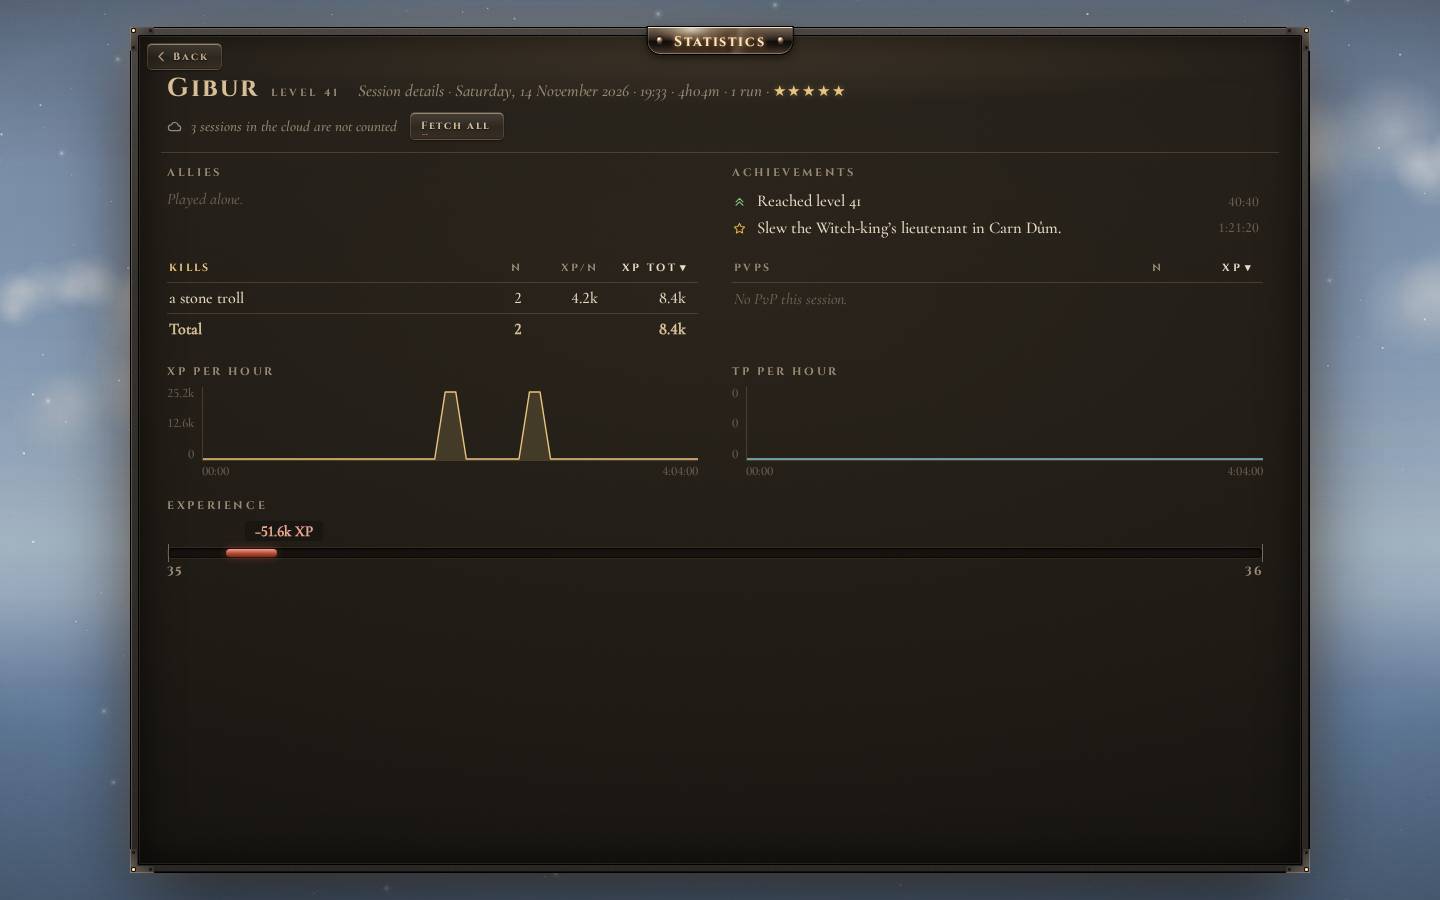 Statistics
Back
Gibur LEVEL 41 Session details · Saturday, 14 November 2026 · 19:33 · 4h04m · 1 run · ★★★★★
3 sessions in the cloud are not counted Fetch all
ALLIES
Played alone.
ACHIEVEMENTS
Reached level 41 40:40
Slew the Witch-king’s lieutenant in Carn Dûm. 1:21:20
KILLS N XP/N XP TOT▼
a stone troll 2 4.2k 8.4k
Total 2 8.4k
PVPS N XP▼
No PvP this session.
XP PER HOUR
25.2k
12.6k
0
00:00 4:04:00
TP PER HOUR
0
0
0
00:00 4:04:00
EXPERIENCE
-51.6k XP
35 36